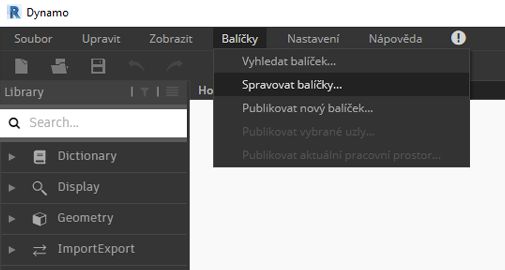 Dynamo
Soubor Upravit Zobrazit Balíčky Nastavení Nápověda
Vyhledat balíček...
Spravovat balíčky...
Publikovat nový balíček...
Publikovat vybrané uzly...
Publikovat aktuální pracovní prostor...
Library
Ho
Search...
Dictionary
Display
Geometry
ImportExport